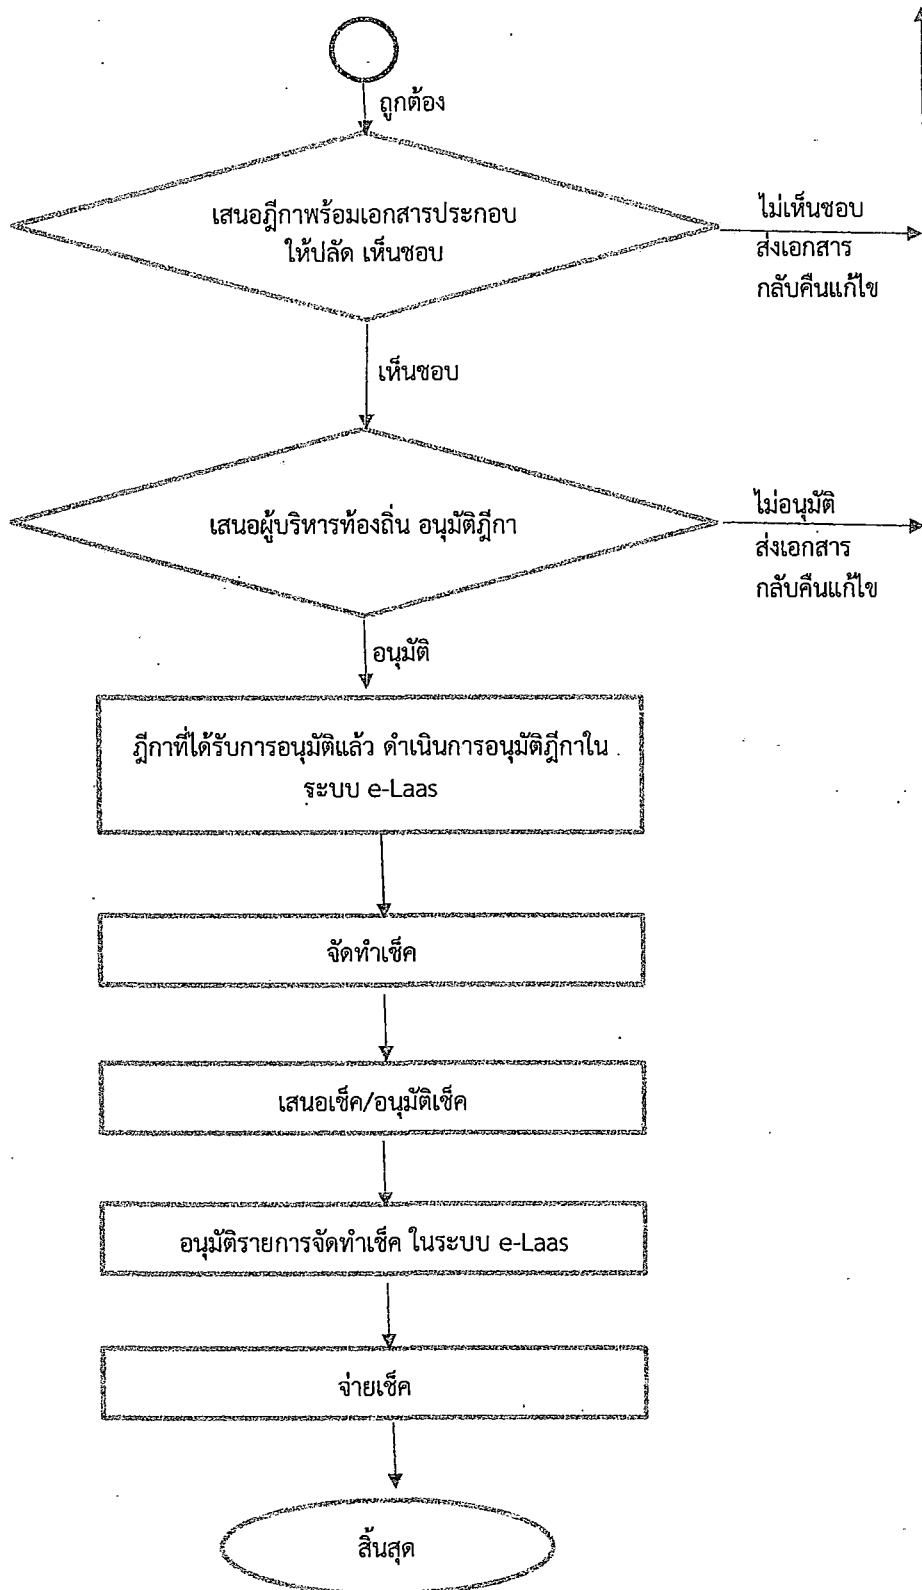 ถูกต้อง
เสนอฎีกาพร้อมเอกสารประกอบ
ให้ปลัด เห็นชอบ
ไม่เห็นชอบ
ส่งเอกสาร
กลับคืนแก้ไข
เห็นชอบ
เสนอผู้บริหารท้องถิ่น อนุมัติฎีกา
ไม่อนุมัติ
ส่งเอกสาร
กลับคืนแก้ไข
อนุมัติ
ฎีกาที่ได้รับการอนุมัติแล้ว ดำเนินการอนุมัติฎีกาใน
ระบบ e-Laas
จัดทำเช็ค
เสนอเช็ค/อนุมัติเช็ค
อนุมัติรายการจัดทำเช็ค ในระบบ e-Laas
จ่ายเช็ค
สิ้นสุด